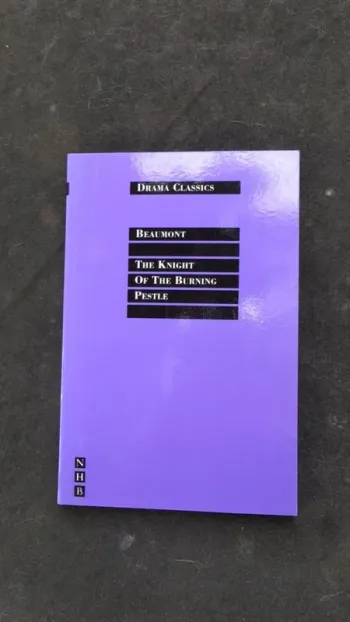 Drama Classics
Beaumont
The Knight
Of The Burning
Pestle
N
H
B